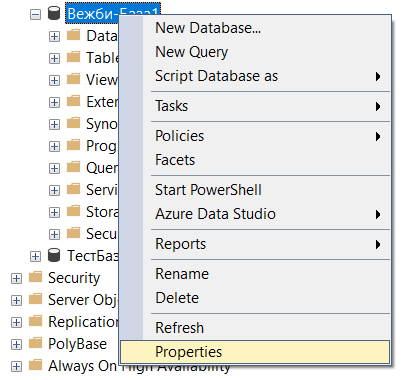 Вежби-База1
New Database...
Data
New Query
Table
Script Database as
View
Exter
Tasks
Syno
Policies
Prog
Facets
Quer
Start PowerShell
Servi
Azure Data Studio
Stora
Secu
Reports
ТестБаз
Rename
Security
Delete
Server Obje
Replication
Refresh
PolyBase
Properties
Always On High Availability